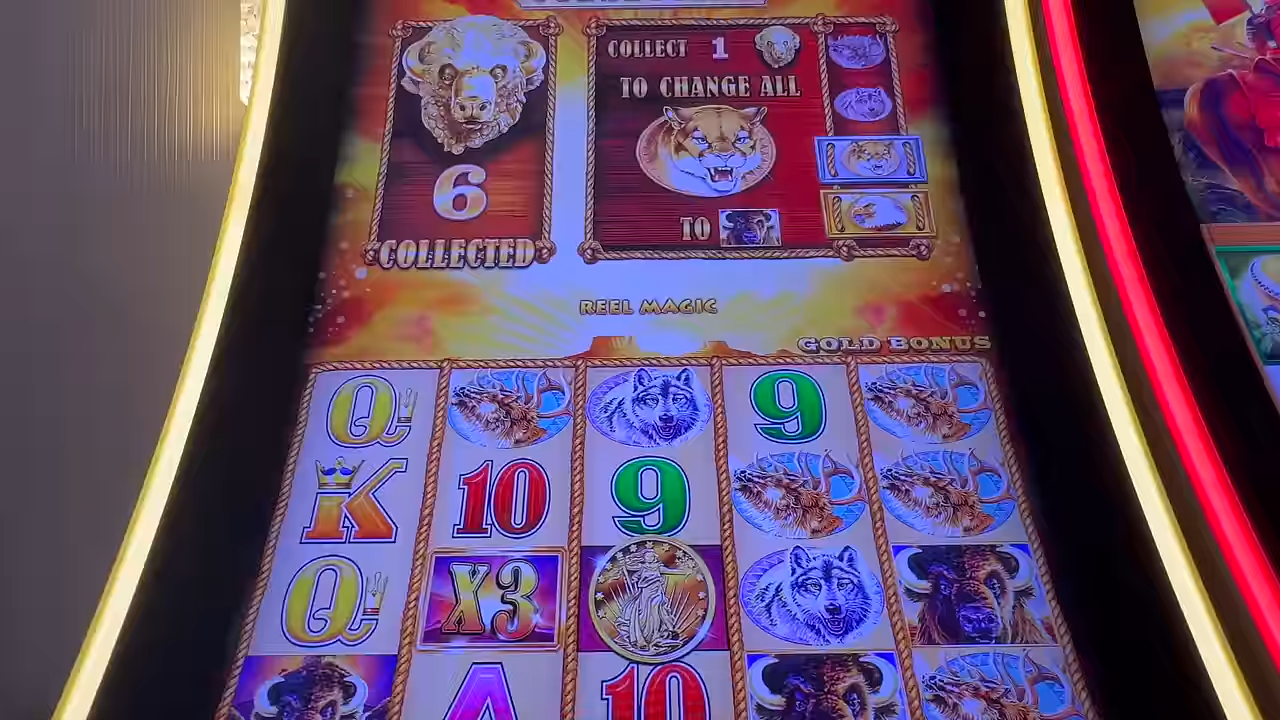 COLLECT 1
TO CHANGE ALL
TO
6
COLLECTED
REEL MAGIC
GOLD BONUS
Q
9
K
10
9
Q
X3
A
10